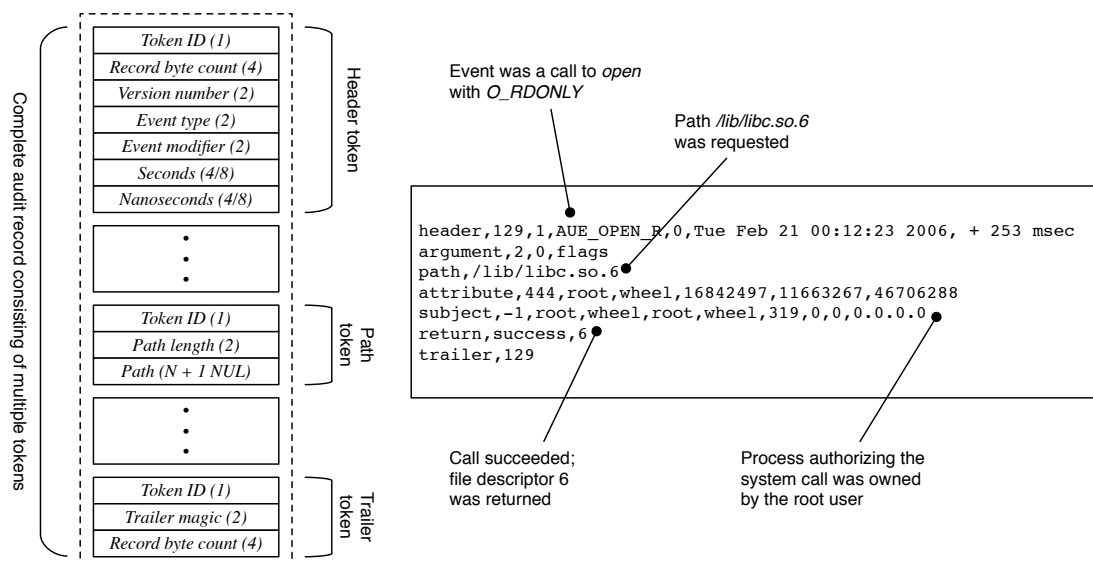 Complete audit record consisting of multiple tokens
Token ID (1)
Record byte count (4)
Version number (2)
Event type (2)
Event modifier (2)
Seconds (4/8)
Nanoseconds (4/8)
Header token
Token ID (1)
Path length (2)
Path (N + 1 NUL)
Path
token
Token ID (1)
Trailer magic (2)
Record byte count (4)
Trailer
token
Event was a call to open
with O_RDONLY
Path /lib/libc.so.6
was requested
header,129,1,AUE_OPEN_R,0,Tue Feb 21 00:12:23 2006, + 253 msec
argument,2,0,flags
path,/lib/libc.so.6
attribute,444,root,wheel,16842497,11663267,46706288
subject,-1,root,wheel,root,wheel,319,0,0,0.0.0.0
return,success,6
trailer,129
Call succeeded;
file descriptor 6
was returned
Process authorizing the
system call was owned
by the root user